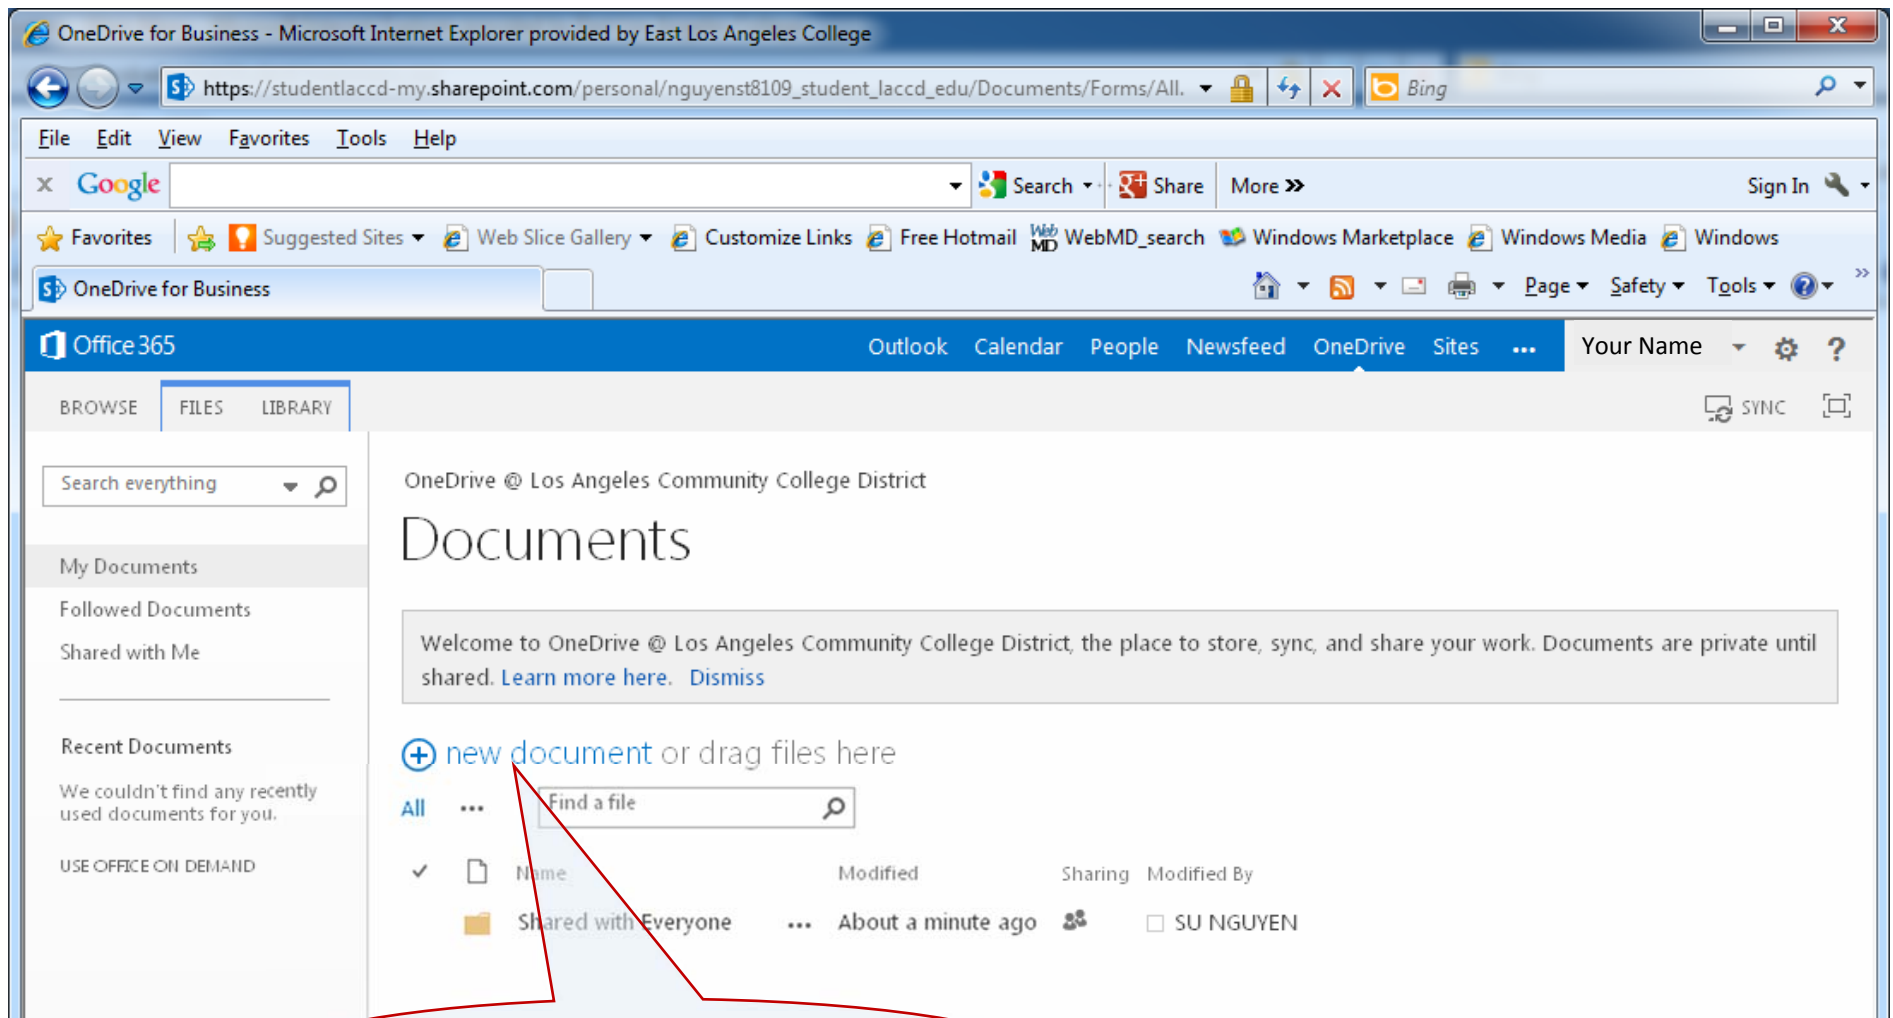 OneDrive for Business - Microsoft Internet Explorer provided by East Los Angeles College
https://studentlaccd-my.sharepoint.com/personal/nguyenst8109_student_laccd_edu/Documents/Forms/All. Bing
File Edit View Favorites Tools Help
x Google Search Share More » Sign In
Favorites Suggested Sites Web Slice Gallery Customize Links Free Hotmail WebMD_search Windows Marketplace Windows Media Windows
OneDrive for Business Page Safety Tools »
Office 365 Outlook Calendar People Newsfeed OneDrive Sites ••• Your Name ?
BROWSE FILES LIBRARY SYNC
Search everything
OneDrive @ Los Angeles Community College District
Documents
My Documents
Followed Documents
Shared with Me
Welcome to OneDrive @ Los Angeles Community College District, the place to store, sync, and share your work. Documents are private until
shared. Learn more here. Dismiss
Recent Documents
We couldn't find any recently
used documents for you.
USE OFFICE ON DEMAND
new document or drag files here
All ••• Find a file
Name Modified Sharing Modified By
Shared with Everyone ••• About a minute ago SU NGUYEN